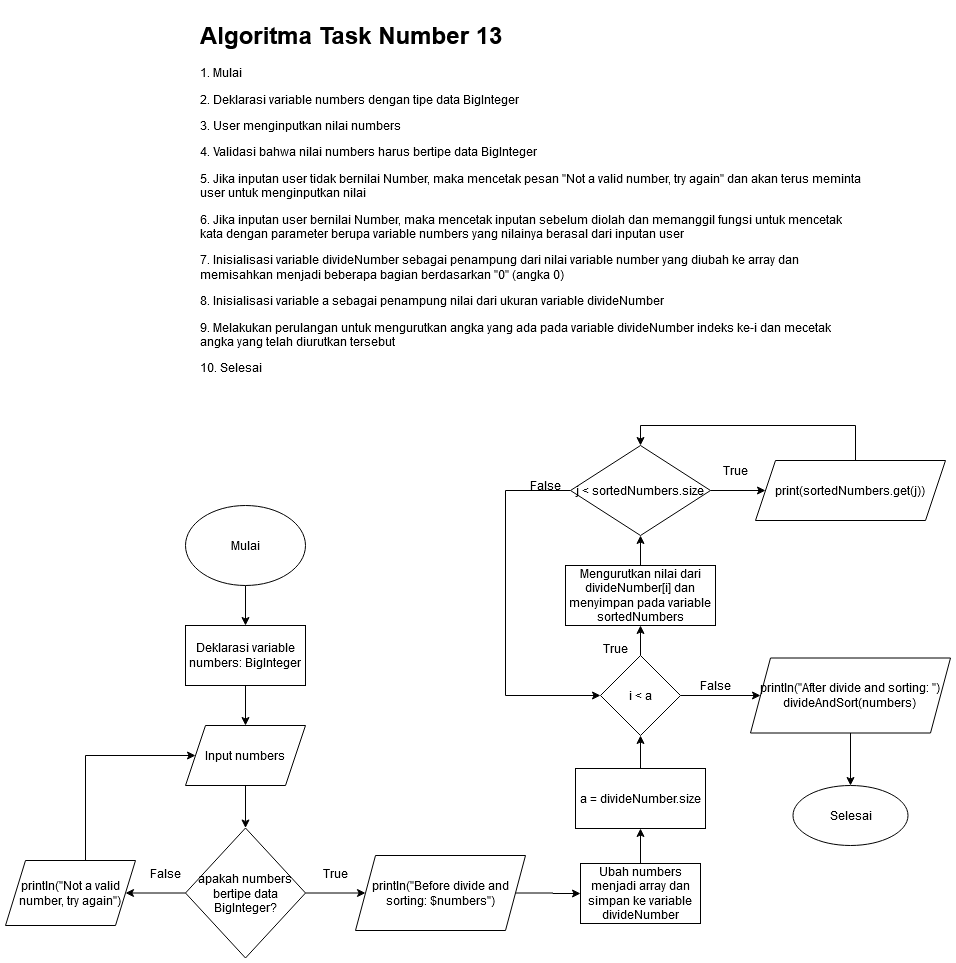 Algoritma Task Number 13
1. Mulai
2. Deklarasi variable numbers dengan tipe data BigInteger
3. User menginputkan nilai numbers
4. Validasi bahwa nilai numbers harus bertipe data BigInteger
5. Jika inputan user tidak bernilai Number, maka mencetak pesan "Not a valid number, try again" dan akan terus meminta
user untuk menginputkan nilai
6. Jika inputan user bernilai Number, maka mencetak inputan sebelum diolah dan memanggil fungsi untuk mencetak
kata dengan parameter berupa variable numbers yang nilainya berasal dari inputan user
7. Inisialisasi variable divideNumber sebagai penampung dari nilai variable number yang diubah ke array dan
memisahkan menjadi beberapa bagian berdasarkan "0" (angka 0)
8. Inisialisasi variable a sebagai penampung nilai dari ukuran variable divideNumber
9. Melakukan perulangan untuk mengurutkan angka yang ada pada variable divideNumber indeks ke-i dan mecetak
angka yang telah diurutkan tersebut
10. Selesai
Mulai
Deklarasi variable
numbers: BigInteger
Input numbers
apakah numbers
bertipe data
BigInteger?
False
println("Not a valid
number, try again")
True
println("Before divide and
sorting: $numbers")
Ubah numbers
menjadi array dan
simpan ke variable
divideNumber
a = divideNumber.size
i < a
True
Mengurutkan nilai dari
divideNumber[i] dan
menyimpan pada variable
sortedNumbers
j < sortedNumbers.size
True
print(sortedNumbers.get(j))
False
False
println("After divide and sorting: ")
divideAndSort(numbers)
Selesai